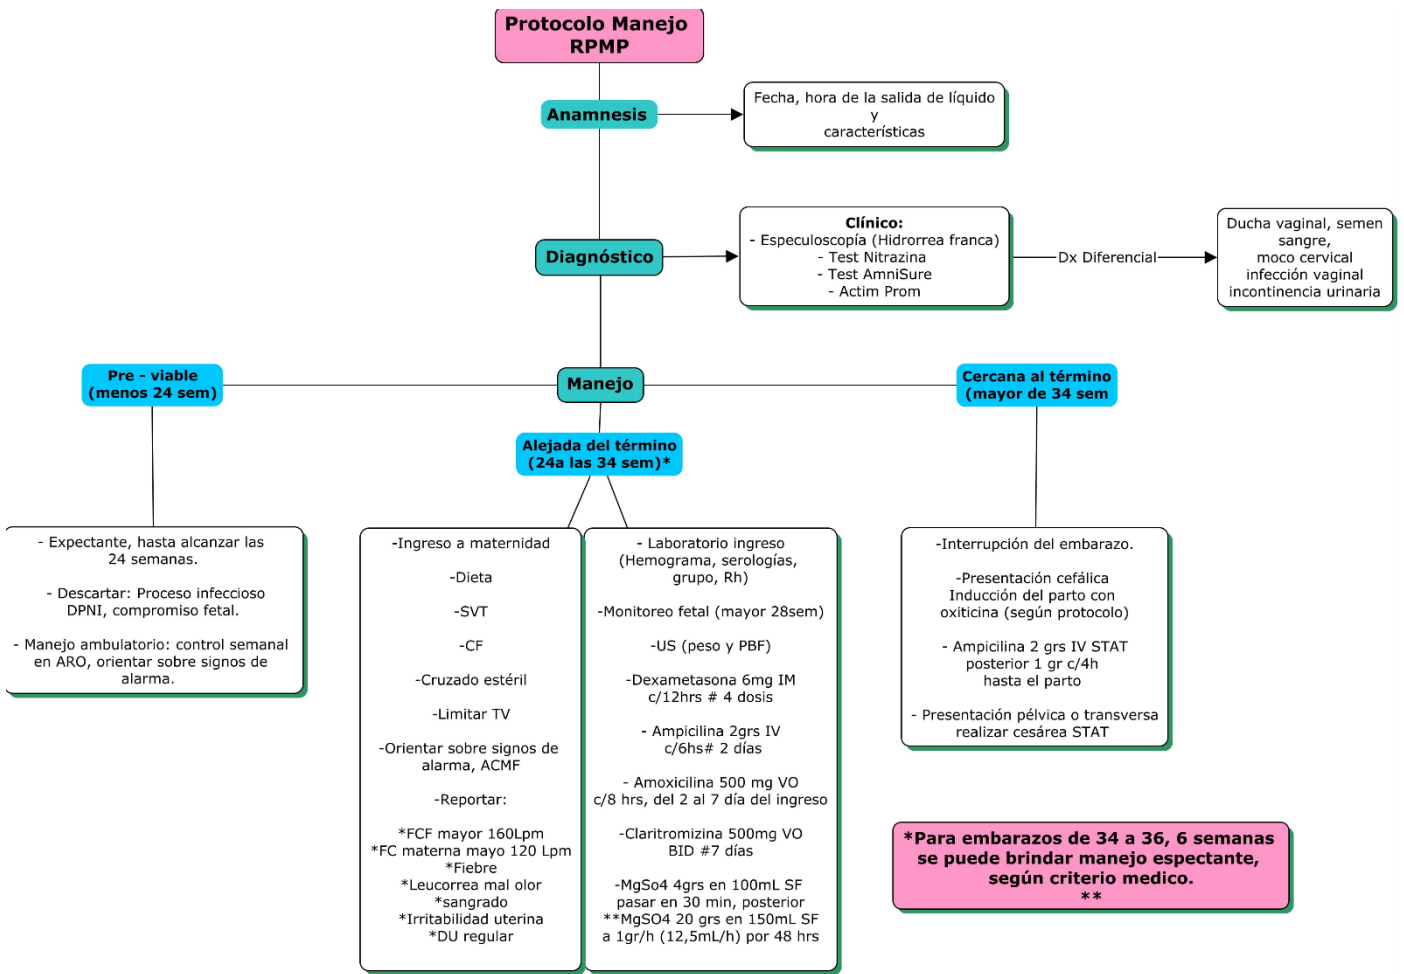 Protocolo Manejo
RPMP
Anamnesis
Fecha, hora de la salida de líquido
y
características
Diagnóstico
Clínico:
- Especuloscopía (Hidrorrea franca)
- Test Nitrazina
- Test AmniSure
- Actim Prom
Dx Diferencial
Ducha vaginal, semen
sangre,
moco cervical
infección vaginal
incontinencia urinaria
Manejo
Pre - viable
(menos 24 sem)
- Expectante, hasta alcanzar las
24 semanas.
- Descartar: Proceso infeccioso
DPNI, compromiso fetal.
- Manejo ambulatorio: control semanal
en ARO, orientar sobre signos de
alarma.
Alejada del término
(24a las 34 sem)*
-Ingreso a maternidad
-Dieta
-SVT
-CF
-Cruzado estéril
-Limitar TV
-Orientar sobre signos de
alarma, ACMF
-Reportar:
*FCF mayor 160Lpm
*FC materna mayo 120 Lpm
*Fiebre
*Leucorrea mal olor
*sangrado
*Irritabilidad uterina
*DU regular
- Laboratorio ingreso
(Hemograma, serologías,
grupo, Rh)
-Monitoreo fetal (mayor 28sem)
-US (peso y PBF)
-Dexametasona 6mg IM
c/12hrs # 4 dosis
- Ampicilina 2grs IV
c/6hs# 2 días
- Amoxicilina 500 mg VO
c/8 hrs, del 2 al 7 día del ingreso
-Claritromizina 500mg VO
BID #7 días
-MgSo4 4grs en 100mL SF
pasar en 30 min, posterior
**MgSO4 20 grs en 150mL SF
a 1gr/h (12,5mL/h) por 48 hrs
Cercana al término
(mayor de 34 sem
-Interrupción del embarazo.
-Presentación cefálica
Inducción del parto con
oxiticina (según protocolo)
- Ampicilina 2 grs IV STAT
posterior 1 gr c/4h
hasta el parto
- Presentación pélvica o transversa
realizar cesárea STAT
*Para embarazos de 34 a 36, 6 semanas
se puede brindar manejo espectante,
según criterio medico.
**